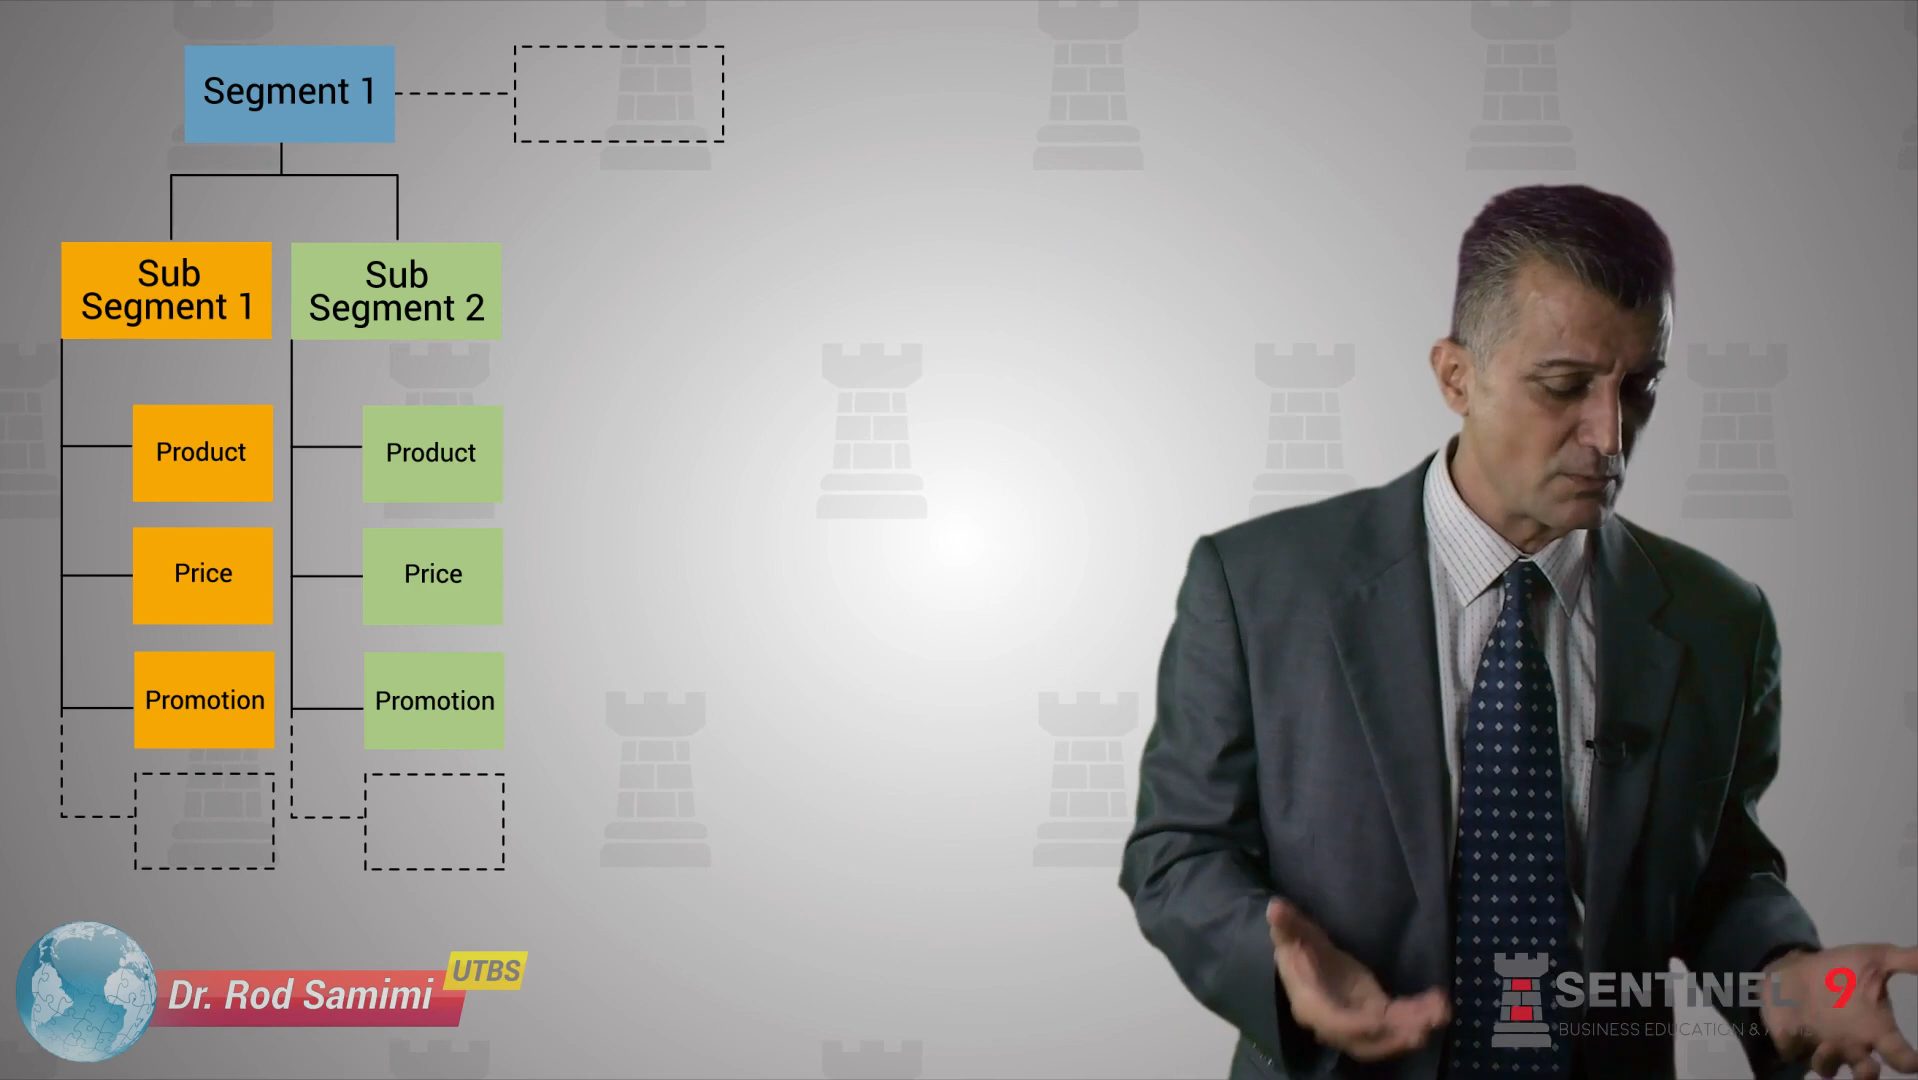 Segment 1
Sub
Segment 1
Sub
Segment 2
Product
Product
Price
Price
Promotion
Promotion
Dr. Rod Samimi
UTBS
SENTINEL 9
BUSINESS EDUCATION &